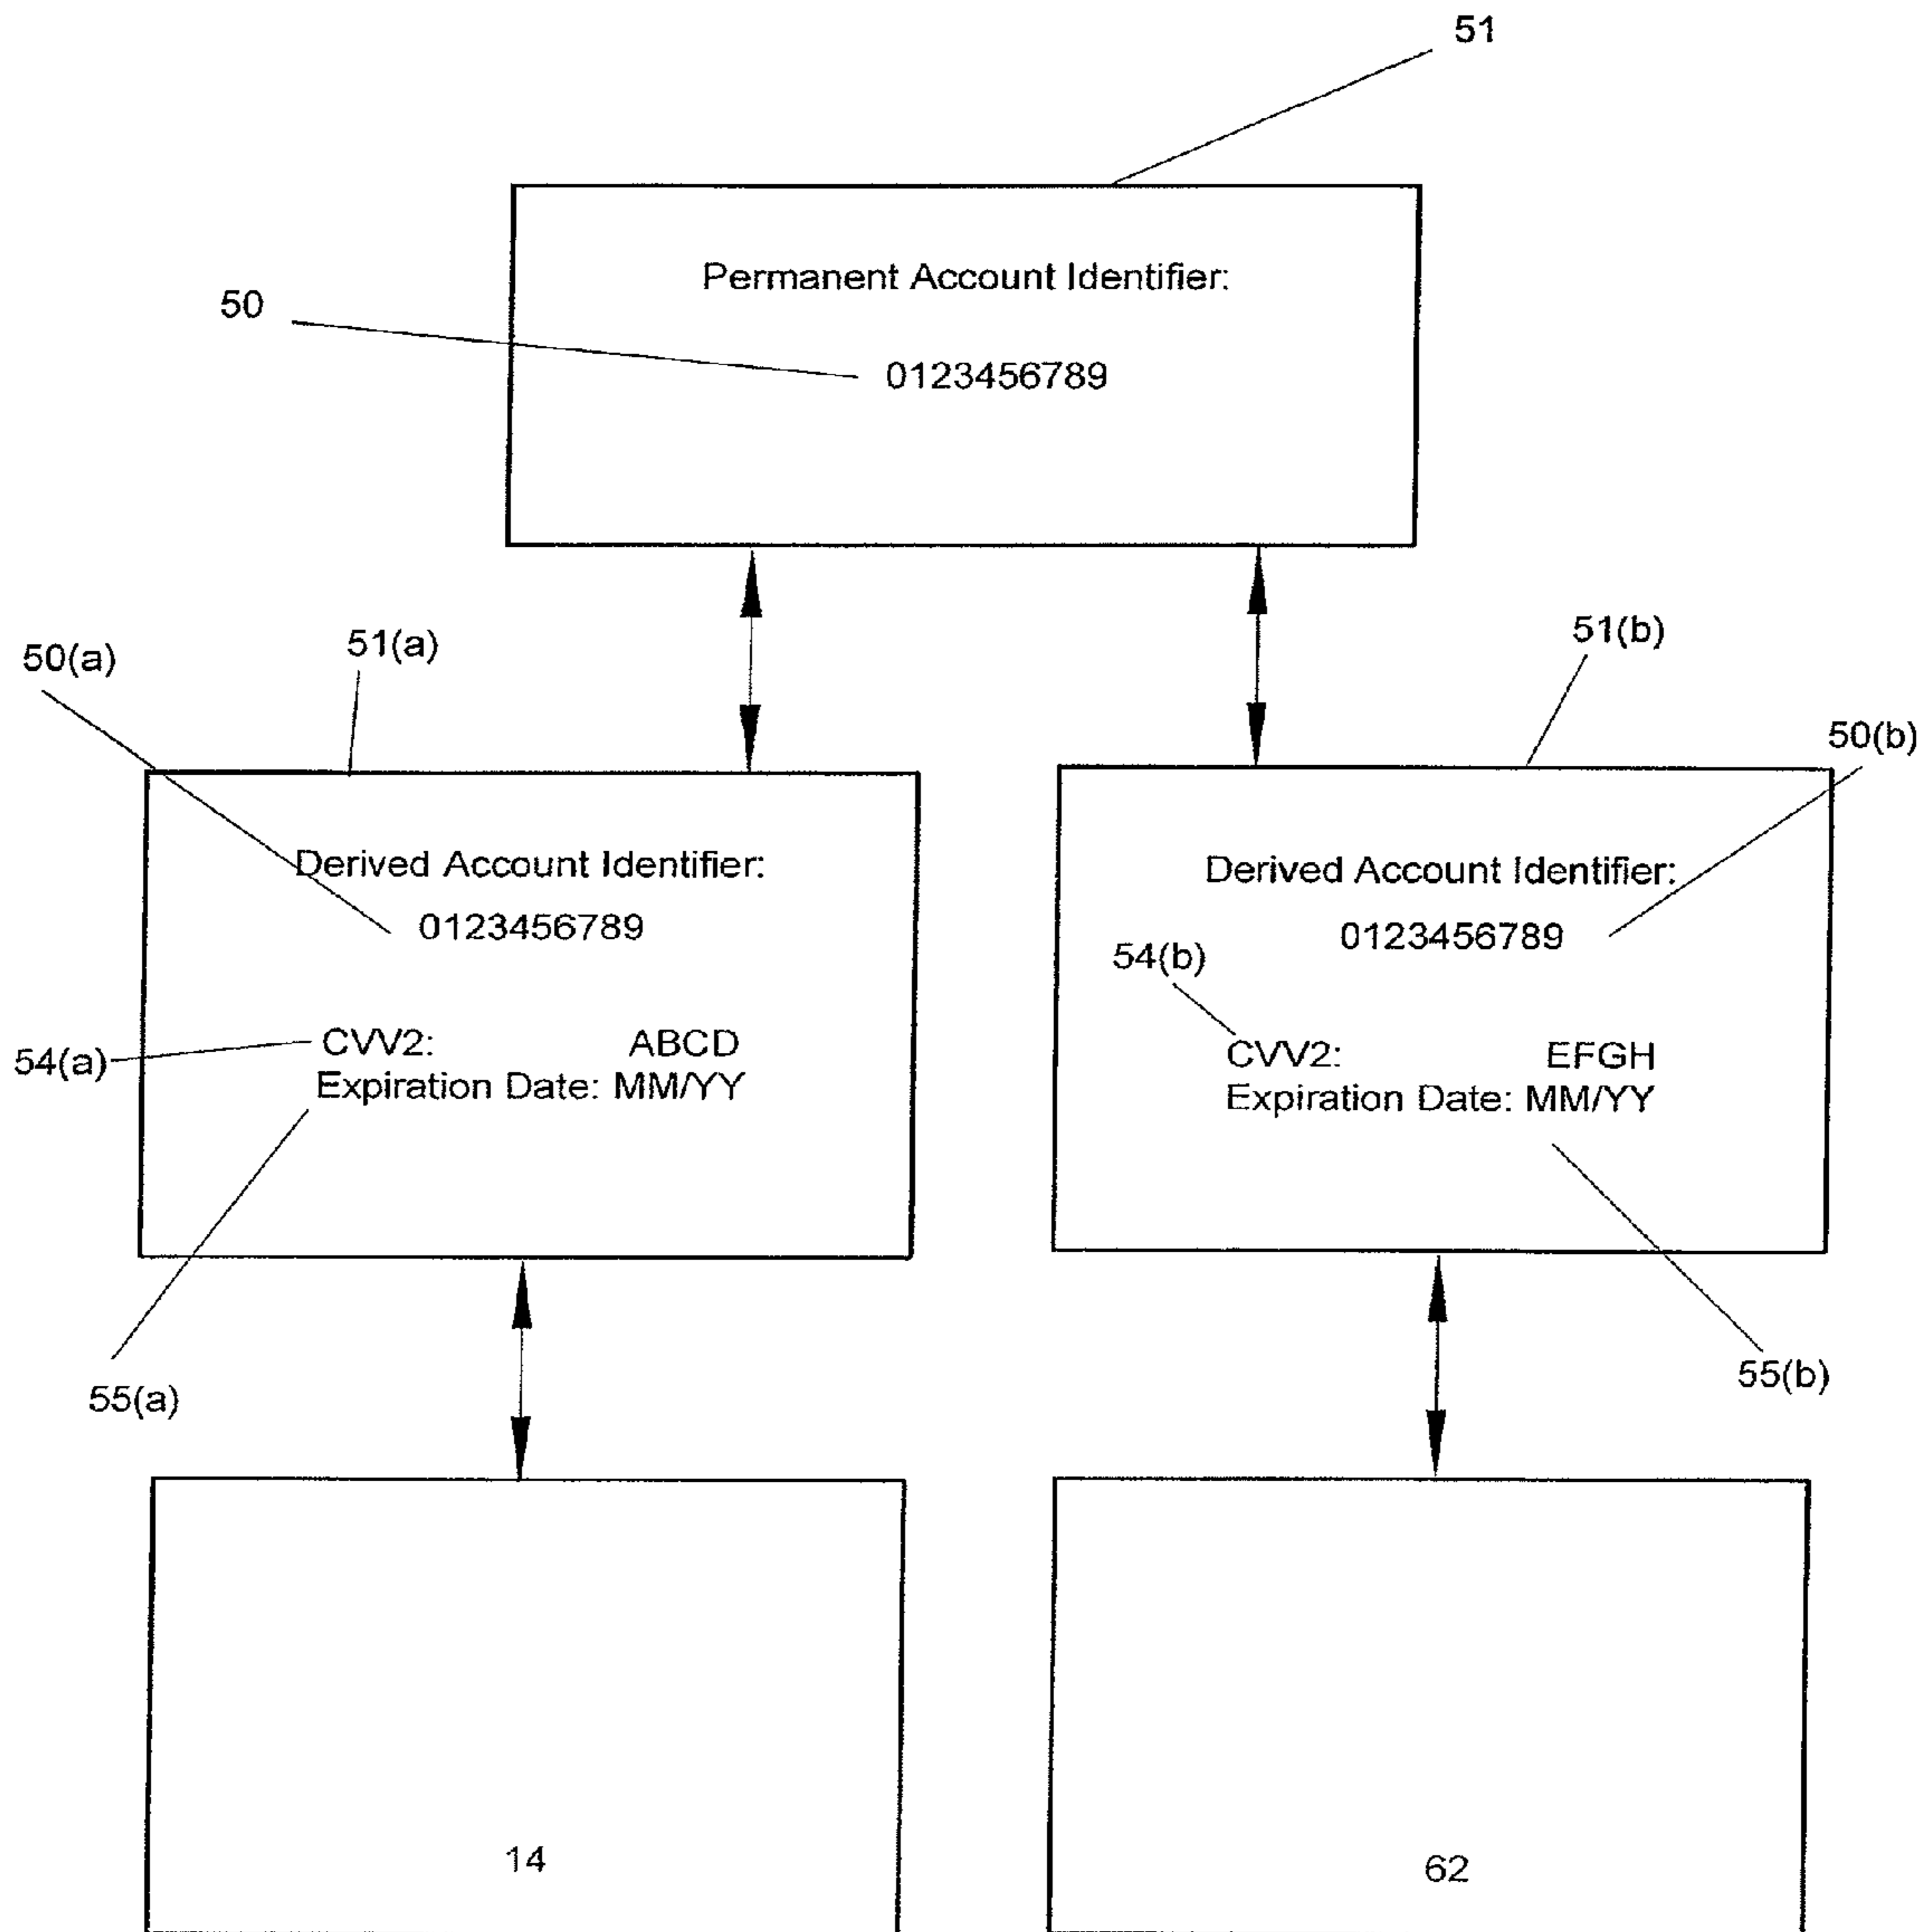 51
Permanent Account Identifier:
50
0123456789
51(a)
51(b)
50(a)
50(b)
Derived Account Identifier:
0123456789
54(a)
CVV2: ABCD
Expiration Date: MM/YY
55(a)
Derived Account Identifier:
0123456789
54(b)
CVV2: EFGH
Expiration Date: MM/YY
55(b)
14
62